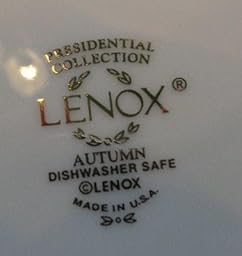 PRESIDENTIAL
COLLECTION
LENOX®
AUTUMN
DISHWASHER SAFE
©LENOX
MADE IN U.S.A.